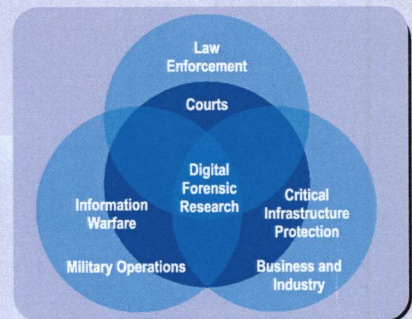 Law
Enforcement
Courts
Digital
Forensic
Research
Information
Warfare
Critical
Infrastructure
Protection
Military Operations
Business and
Industry